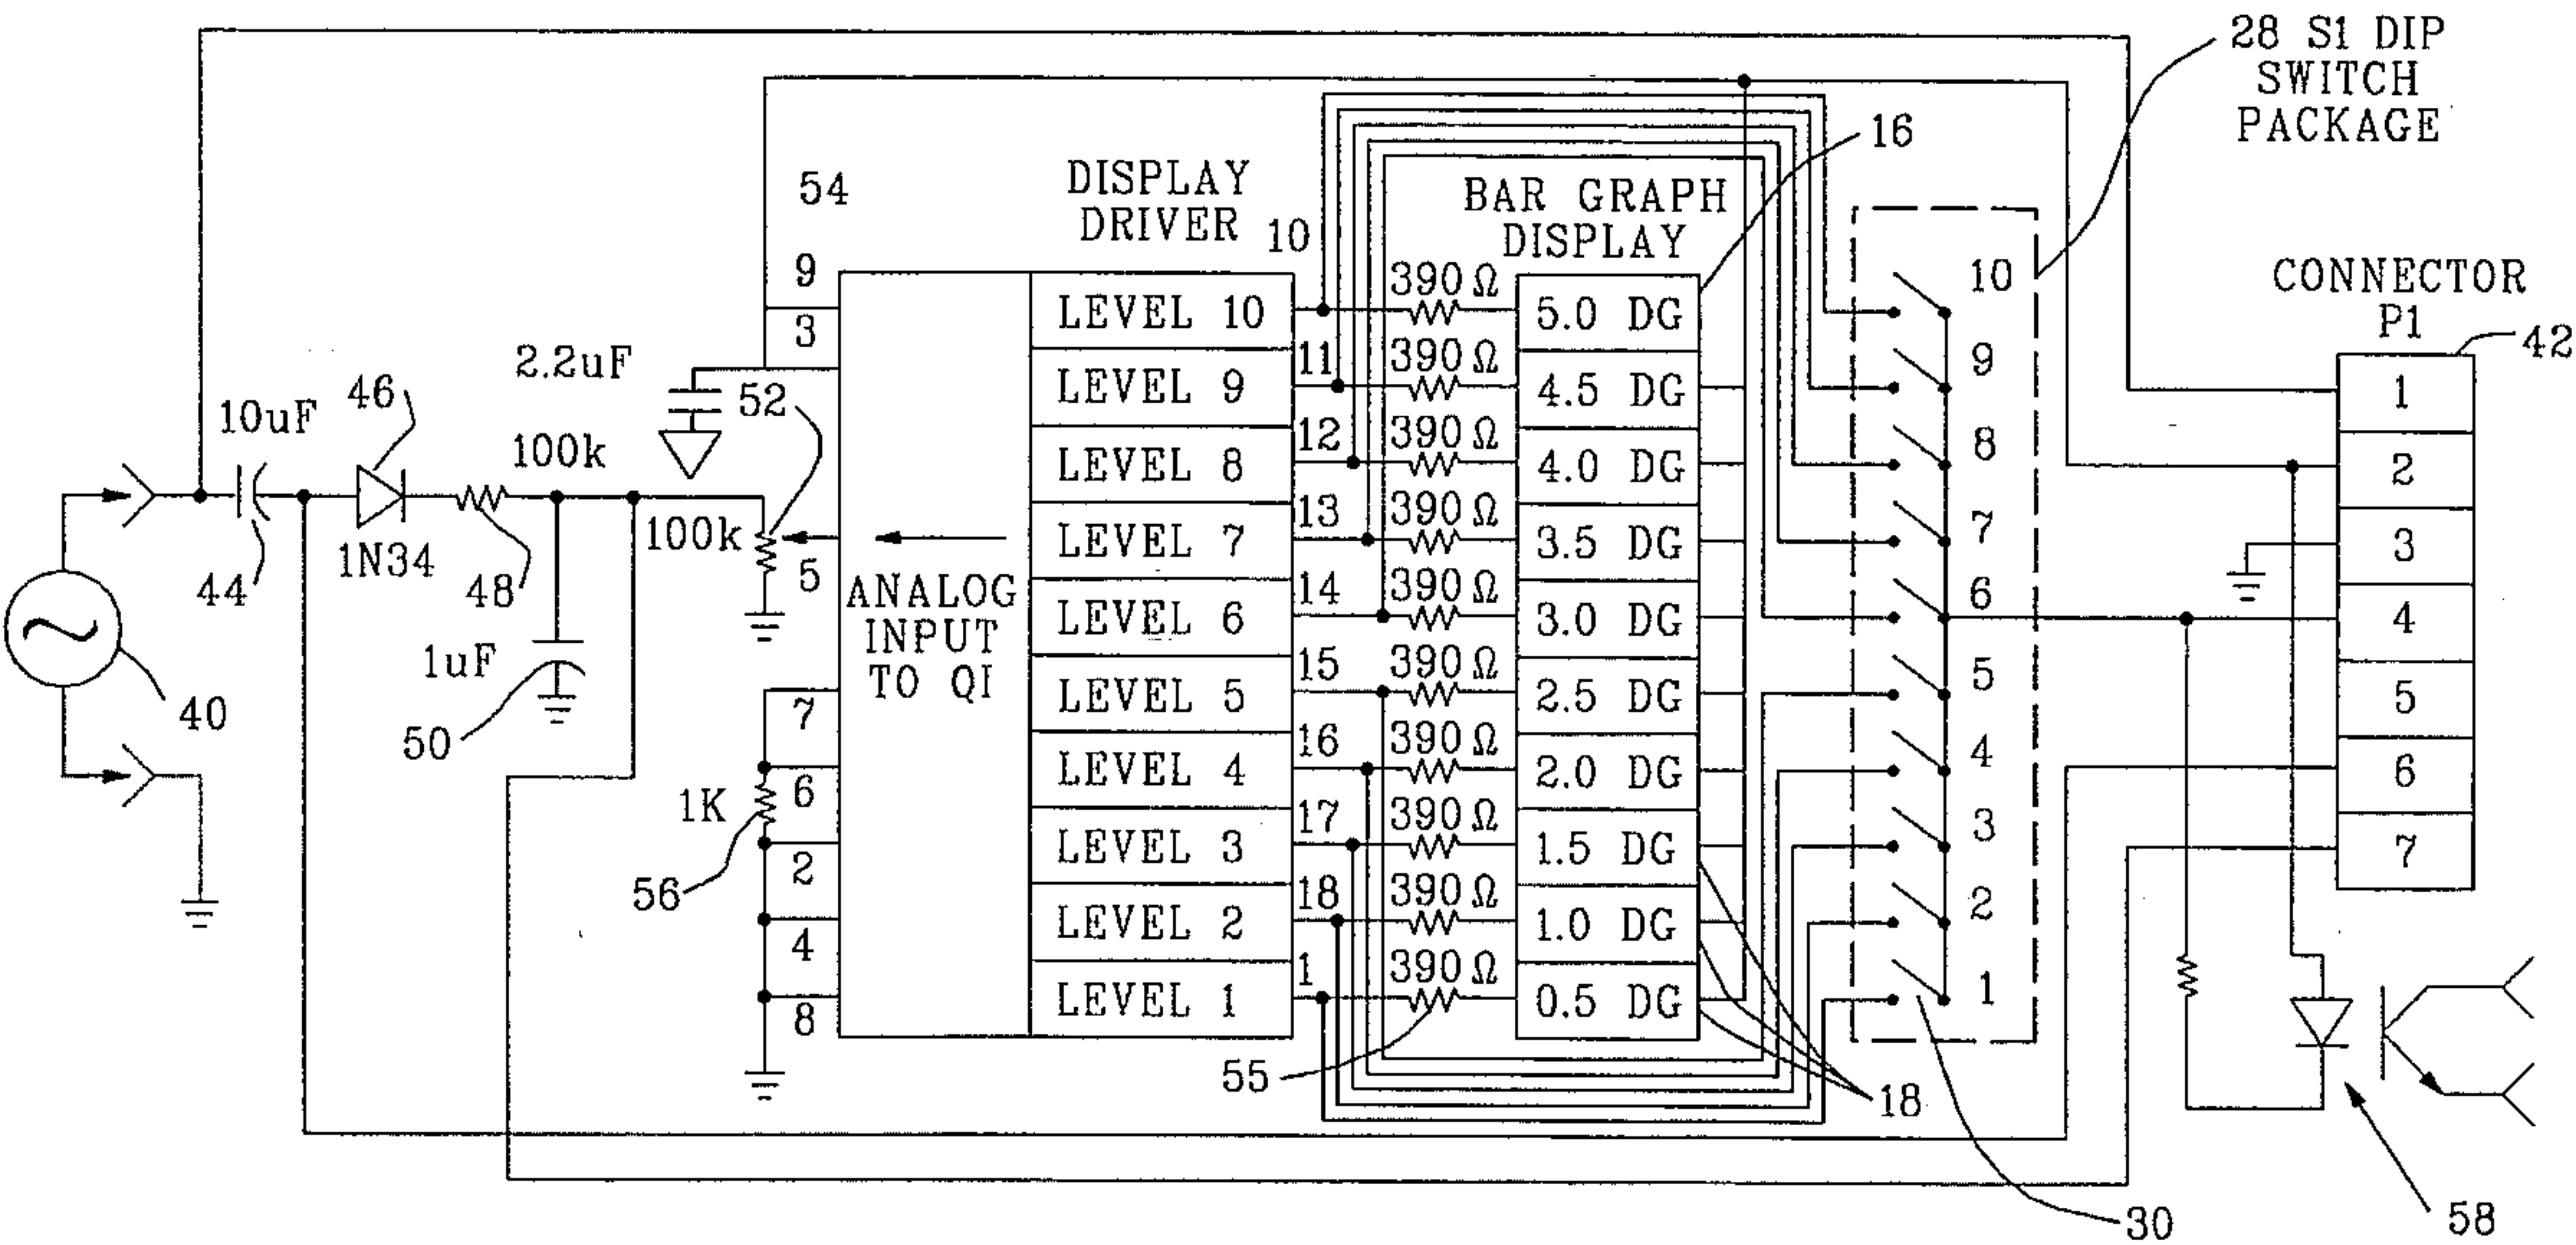 28 S1 DIP
SWITCH
PACKAGE
16
54
DISPLAY
DRIVER
BAR GRAPH
DISPLAY
CONNECTOR
P1
42
9
3
2.2uF
52
46
10uF
100k
1N34
44
48
100k
5
1uF
50
40
7
6
1K
2
56
4
8
ANALOG
INPUT
TO QI
LEVEL 10
LEVEL 9
LEVEL 8
LEVEL 7
LEVEL 6
LEVEL 5
LEVEL 4
LEVEL 3
LEVEL 2
LEVEL 1
10
11
12
13
14
15
16
17
18
1
390 Ω
390 Ω
390 Ω
390 Ω
390 Ω
390 Ω
390 Ω
390 Ω
390 Ω
390 Ω
55
5.0 DG
4.5 DG
4.0 DG
3.5 DG
3.0 DG
2.5 DG
2.0 DG
1.5 DG
1.0 DG
0.5 DG
18
10
9
8
7
6
5
4
3
2
1
30
1
2
3
4
5
6
7
58